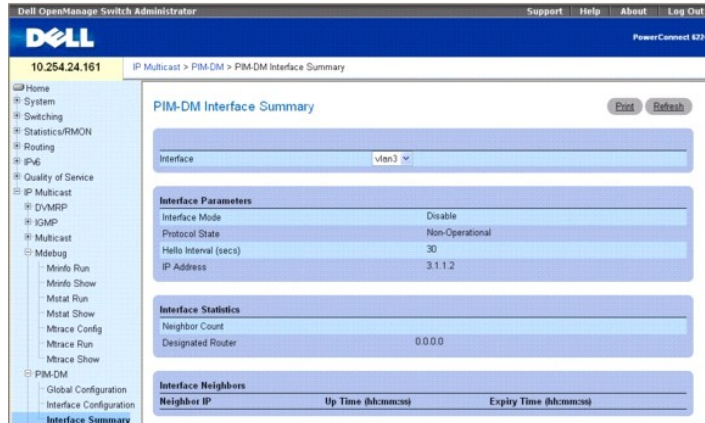 Dell OpenManage Switch Administrator
Support Help About Log Out
DELL
PowerConnect 622
10.254.24.161
IP Multicast > PIM-DM > PIM-DM Interface Summary
Home
System
Switching
Statistics/RMON
Routing
IPv6
Quality of Service
IP Multicast
DVMRP
IGMP
Multicast
Mdebug
Mrinfo Run
Mrinfo Show
Mstat Run
Mstat Show
Mtrace Config
Mtrace Run
Mtrace Show
PIM-DM
Global Configuration
Interface Configuration
Interface Summary
PIM-DM Interface Summary
Print Refresh
Interface vlan3
Interface Parameters
Interface Mode Disable
Protocol State Non-Operational
Hello Interval (secs) 30
IP Address 3.1.1.2
Interface Statistics
Neighbor Count
Designated Router 0.0.0.0
Interface Neighbors
Neighbor IP Up Time (hh:mm:ss) Expiry Time (hh:mm:ss)